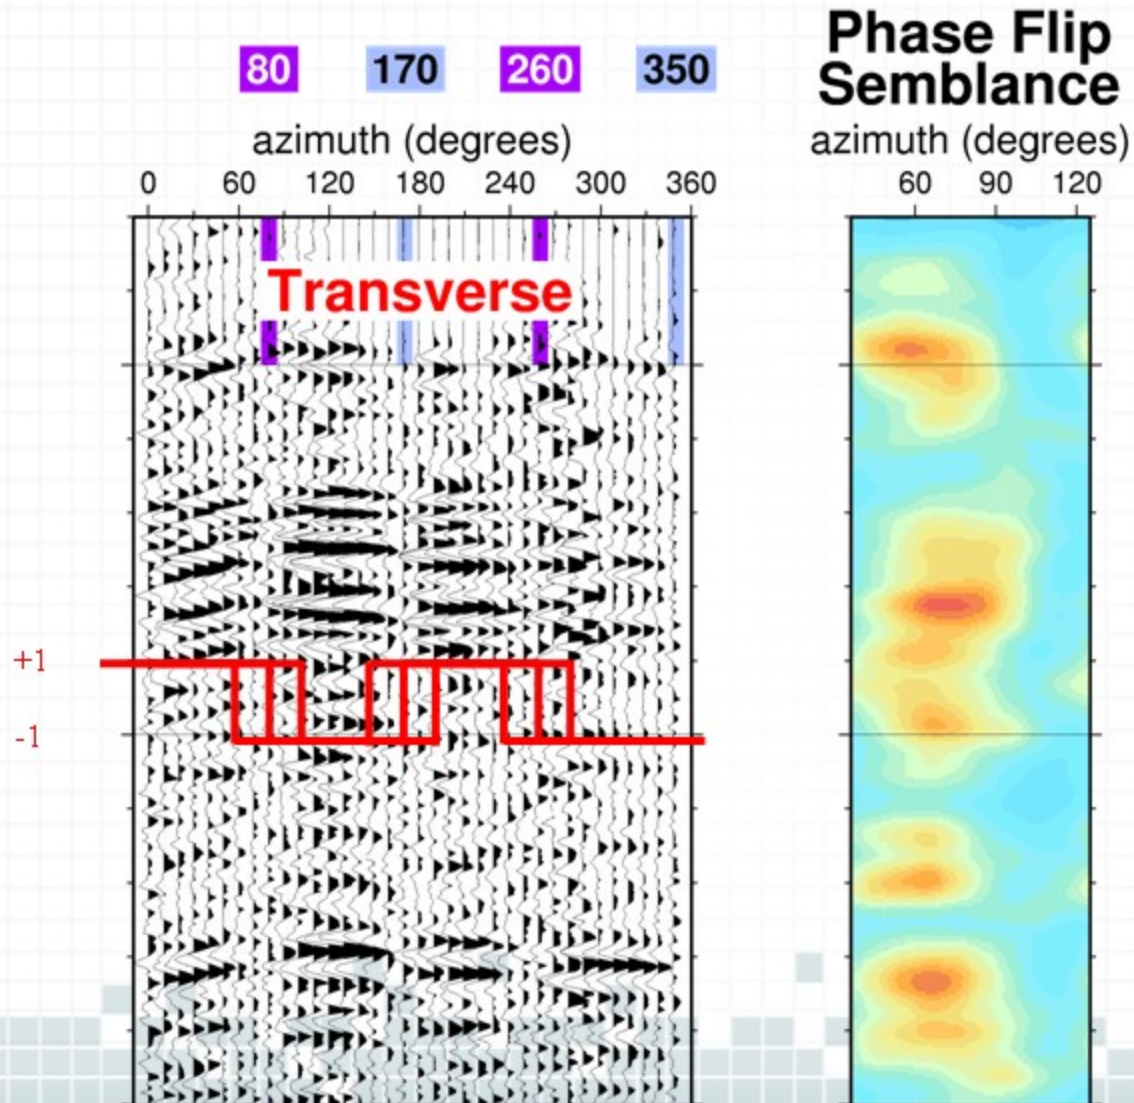 80 170 260 350
azimuth (degrees)
0 60 120 180 240 300 360
Transverse
+1
-1
Phase Flip
Semblance
azimuth (degrees)
60 90 120